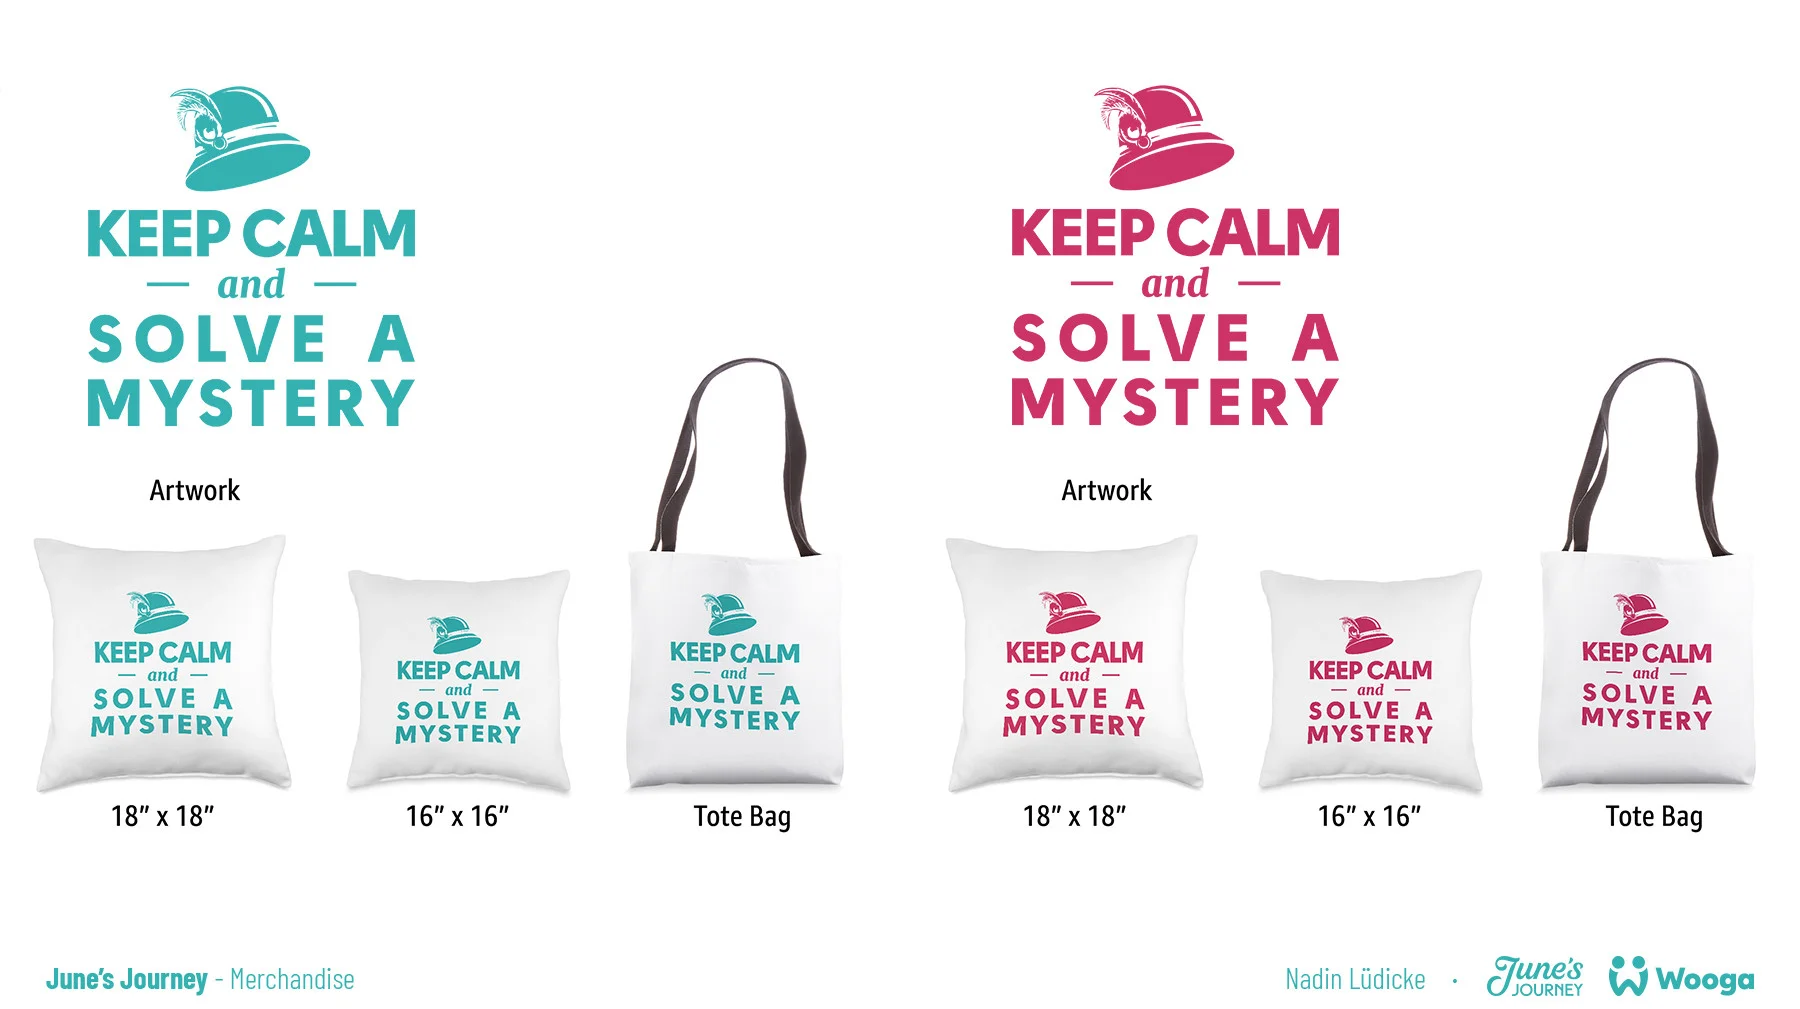 KEEP CALM
and
SOLVE A
MYSTERY
Artwork
KEEP CALM
and
SOLVE A
MYSTERY
18” x 18”
KEEP CALM
and
SOLVE A
MYSTERY
16” x 16”
KEEP CALM
and
SOLVE A
MYSTERY
Tote Bag
KEEP CALM
and
SOLVE A
MYSTERY
Artwork
KEEP CALM
and
SOLVE A
MYSTERY
18” x 18”
KEEP CALM
and
SOLVE A
MYSTERY
16” x 16”
KEEP CALM
and
SOLVE A
MYSTERY
Tote Bag
June’s Journey - Merchandise
Nadin Lüdicke
June’s
JOURNEY
Wooga